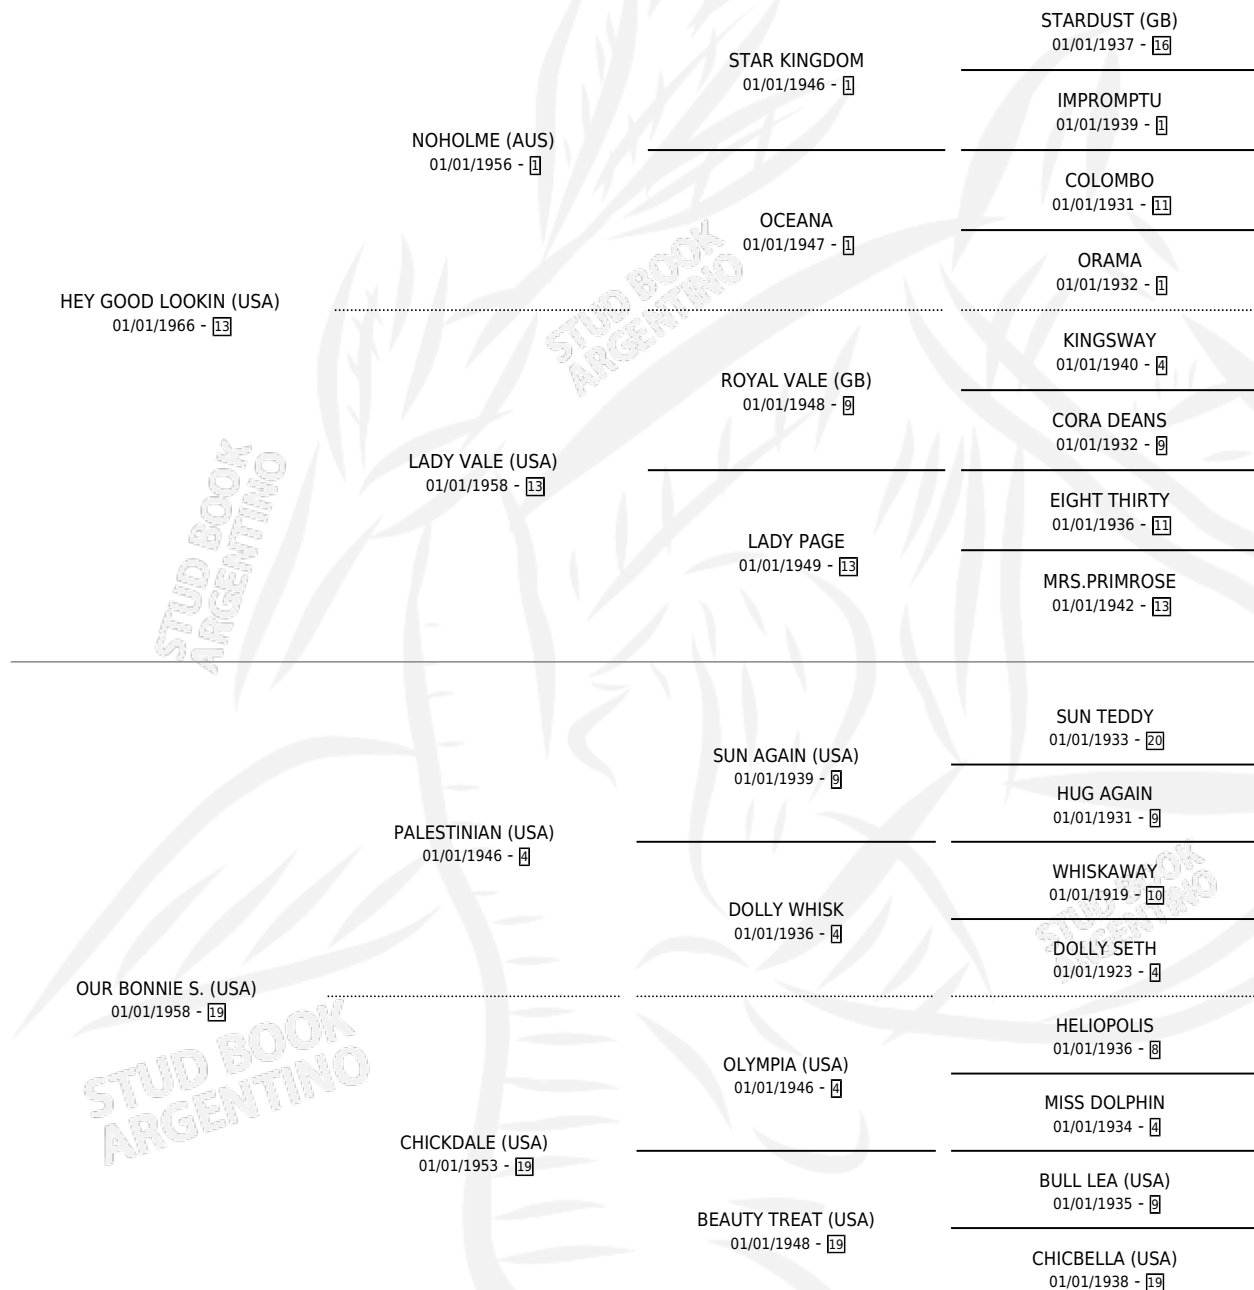 STARDUST (GB)
01/01/1937 - 16
STAR KINGDOM
01/01/1946 - 1
IMPROMPTU
01/01/1939 - 1
NOHOLME (AUS)
01/01/1956 - 1
COLOMBO
01/01/1931 - 11
OCEANA
01/01/1947 - 1
ORAMA
01/01/1932 - 1
HEY GOOD LOOKIN (USA)
01/01/1966 - 13
KINGSWAY
01/01/1940 - 4
ROYAL VALE (GB)
01/01/1948 - 9
CORA DEANS
01/01/1932 - 9
LADY VALE (USA)
01/01/1958 - 13
EIGHT THIRTY
01/01/1936 - 11
LADY PAGE
01/01/1949 - 13
MRS.PRIMROSE
01/01/1942 - 13
SUN TEDDY
01/01/1933 - 20
SUN AGAIN (USA)
01/01/1939 - 9
HUG AGAIN
01/01/1931 - 9
PALESTINIAN (USA)
01/01/1946 - 4
WHISKAWAY
01/01/1919 - 10
DOLLY WHISK
01/01/1936 - 4
DOLLY SETH
01/01/1923 - 4
OUR BONNIE S. (USA)
01/01/1958 - 19
HELIOPOLIS
01/01/1936 - 8
OLYMPIA (USA)
01/01/1946 - 4
MISS DOLPHIN
01/01/1934 - 4
CHICKDALE (USA)
01/01/1953 - 19
BULL LEA (USA)
01/01/1935 - 9
BEAUTY TREAT (USA)
01/01/1948 - 19
CHICBELLA (USA)
01/01/1938 - 19
STUD BOOK
ARGENTINO
STUD BOOK
ARGENTINO
STUD BOOK
ARGENTINO
STUD BOOK
ARGENTINO